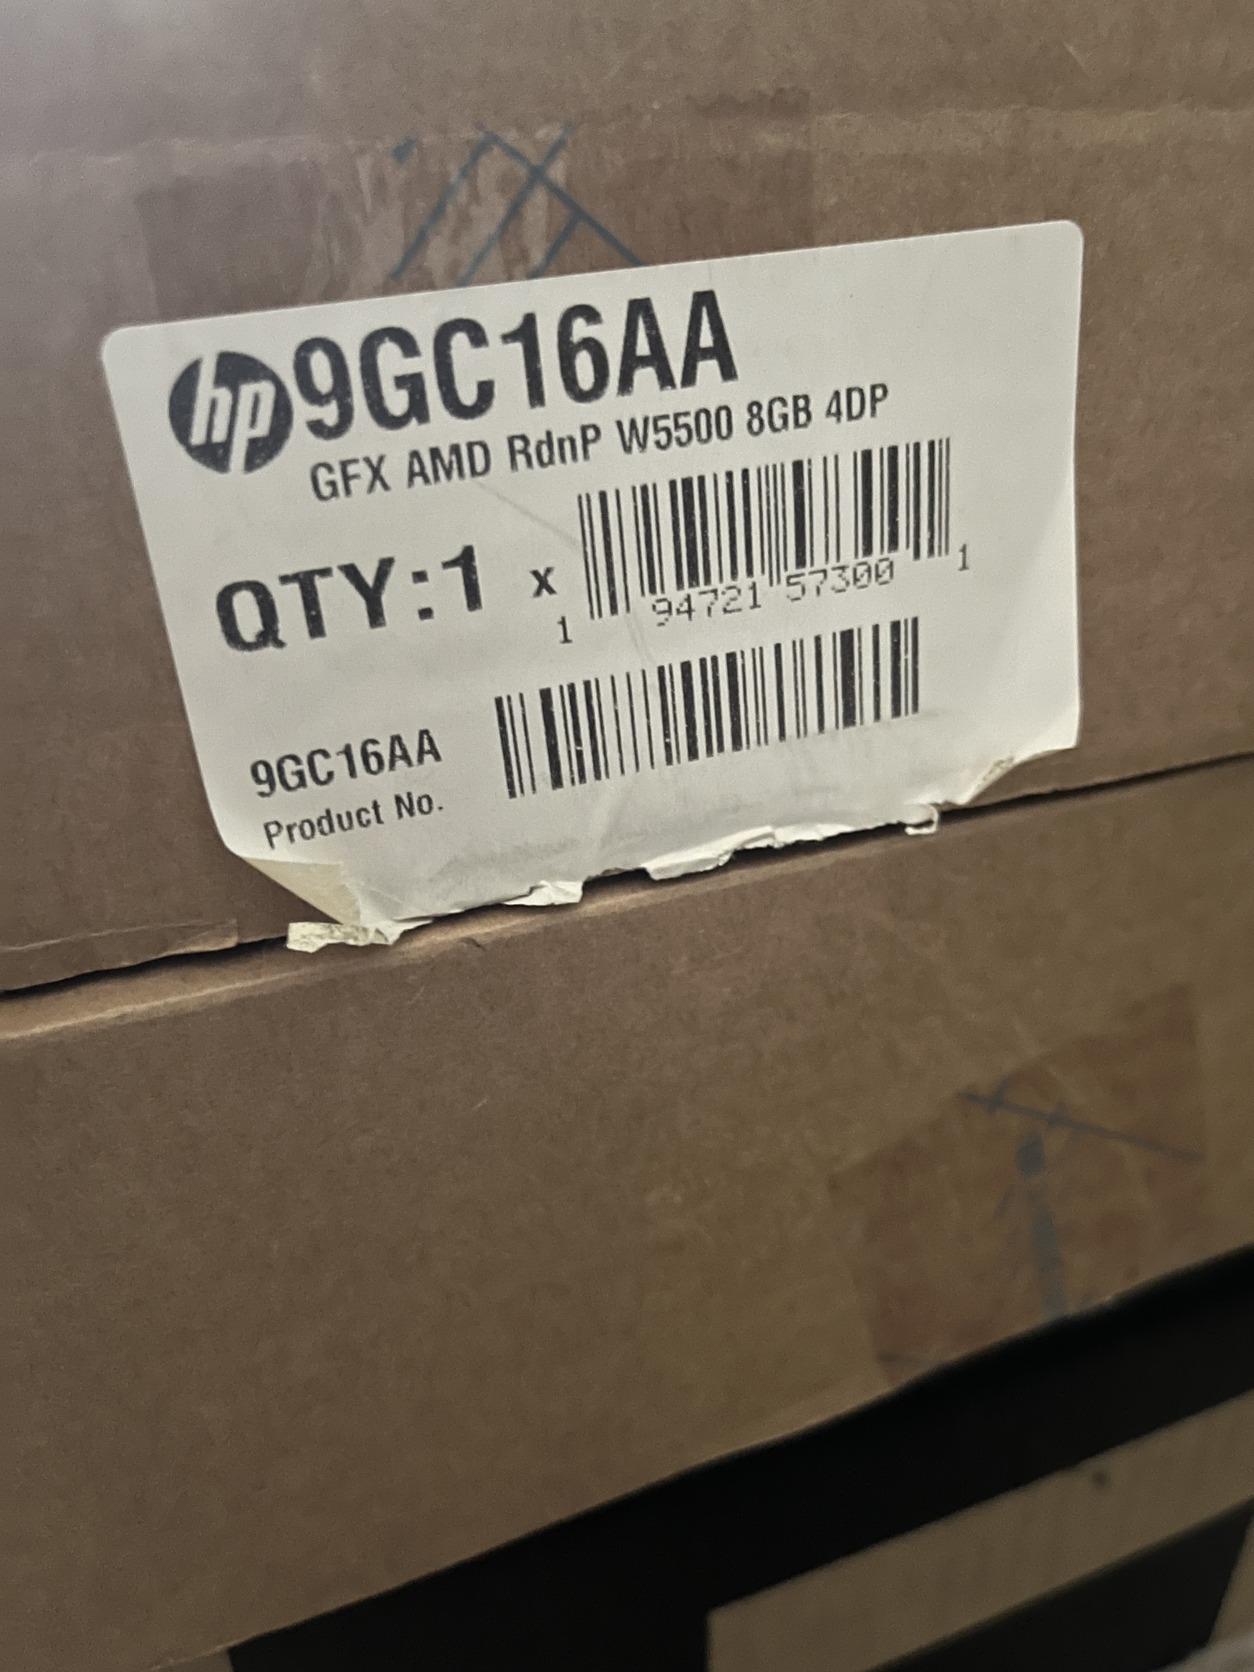 hp 9GC16AA
GFX AMD RdnP W5500 8GB 4DP
QTY:1 x
1 94721 57300 1
9GC16AA
Product No.